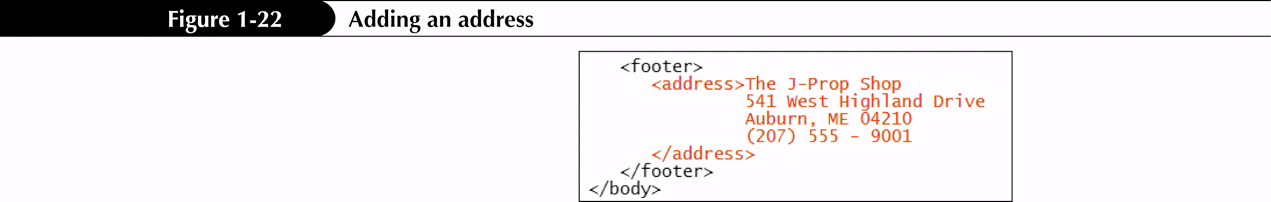 Figure 1-22 Adding an address
<footer>
<address>The J-Prop Shop
541 West Highland Drive
Auburn, ME 04210
(207) 555 - 9001
</address>
</footer>
</body>